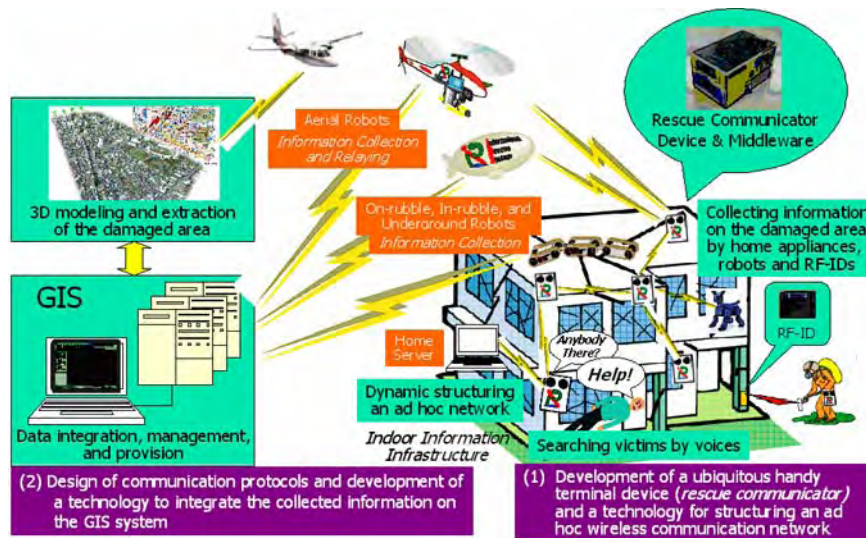 Aerial Robots
Information Collection
and Relaying
Rescue Communicator
Device & Middleware
3D modeling and extraction
of the damaged area
On-rubble, In-rubble, and
Underground Robots
Information Collection
Collecting information
on the damaged area
by home appliances,
robots and RF-IDs
GIS
RF-ID
Home
Server
Anybody
There?
Help!
Dynamic structuring
an ad hoc network
Data integration, management,
and provision
Indoor Information
Infrastructure
Searching victims by voices
(2) Design of communication protocols and development of
a technology to integrate the collected information on
the GIS system
(1) Development of a ubiquitous handy
terminal device (rescue communicator)
and a technology for structuring an ad
hoc wireless communication network